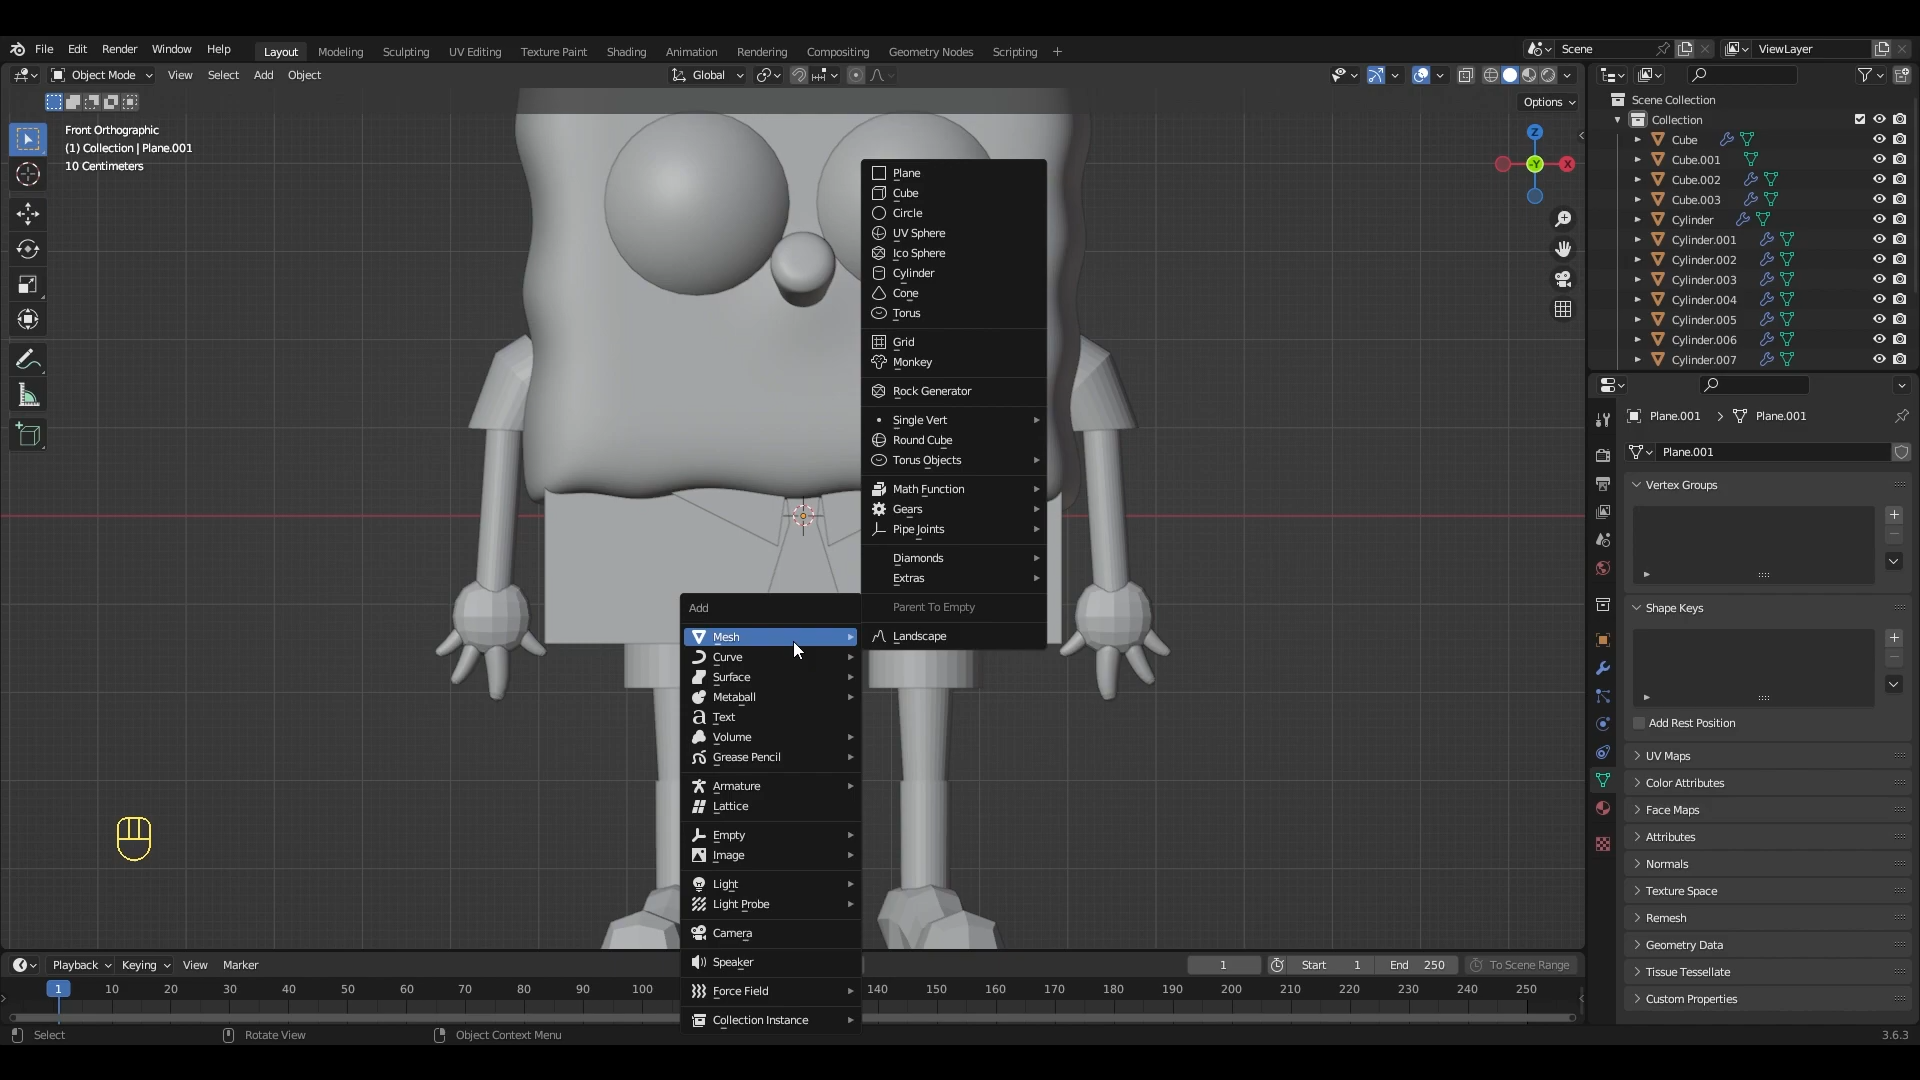 File Edit Render Window Help Layout Modeling Sculpting UV Editing Texture Paint Shading Animation Rendering Compositing Geometry Nodes Scripting + Scene ViewLayer
Object Mode View Select Add Object Global
Options
Front Orthographic
(1) Collection | Plane.001
10 Centimeters
Z
-Y
X
Plane
Cube
Circle
UV Sphere
Ico Sphere
Cylinder
Cone
Torus
Grid
Monkey
Rock Generator
Single Vert
Round Cube
Torus Objects
Math Function
Gears
Pipe Joints
Diamonds
Extras
Parent To Empty
Landscape
Add
Mesh
Curve
Surface
Metaball
a Text
Volume
Grease Pencil
Armature
Lattice
Empty
Image
Light
Light Probe
Camera
Speaker
Force Field
Collection Instance
Scene Collection
Collection
Cube
Cube.001
Cube.002
Cube.003
Cylinder
Cylinder.001
Cylinder.002
Cylinder.003
Cylinder.004
Cylinder.005
Cylinder.006
Cylinder.007
Plane.001 > Plane.001
Plane.001
Vertex Groups
Shape Keys
Add Rest Position
UV Maps
Color Attributes
Face Maps
Attributes
Normals
Texture Space
Remesh
Geometry Data
Tissue Tessellate
Custom Properties
Playback Keying View Marker 1 Start 1 End 250 To Scene Range
1 10 20 30 40 50 60 70 80 90 100 140 150 160 170 180 190 200 210 220 230 240 250
Select Rotate View Object Context Menu 3.6.3